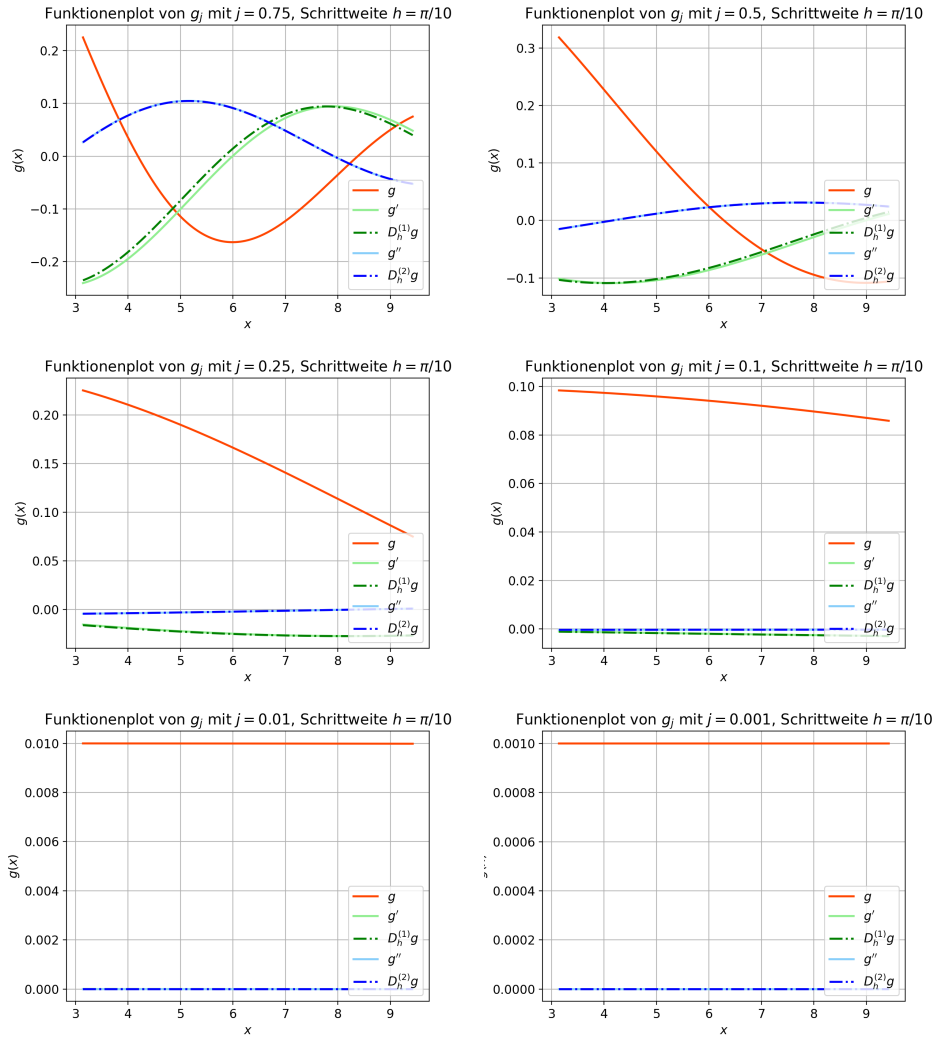 Funktionenplot von g_j mit j = 0.75, Schrittweite h = π/10
0.2
0.1
0.0
−0.1
−0.2
g(x)
g
g′
D_h^(1)g
g′′
D_h^(2)g
3 4 5 6 7 8 9
x
Funktionenplot von g_j mit j = 0.5, Schrittweite h = π/10
0.3
0.2
0.1
0.0
−0.1
g(x)
g
g′
D_h^(1)g
g′′
D_h^(2)g
3 4 5 6 7 8 9
x
Funktionenplot von g_j mit j = 0.25, Schrittweite h = π/10
0.20
0.15
0.10
0.05
0.00
g(x)
g
g′
D_h^(1)g
g′′
D_h^(2)g
3 4 5 6 7 8 9
x
Funktionenplot von g_j mit j = 0.1, Schrittweite h = π/10
0.10
0.08
0.06
0.04
0.02
0.00
g(x)
g
g′
D_h^(1)g
g′′
D_h^(2)g
3 4 5 6 7 8 9
x
Funktionenplot von g_j mit j = 0.01, Schrittweite h = π/10
0.010
0.008
0.006
0.004
0.002
0.000
g(x)
g
g′
D_h^(1)g
g′′
D_h^(2)g
3 4 5 6 7 8 9
x
Funktionenplot von g_j mit j = 0.001, Schrittweite h = π/10
0.0010
0.0008
0.0006
0.0004
0.0002
0.0000
g
g′
D_h^(1)g
g′′
D_h^(2)g
3 4 5 6 7 8 9
x